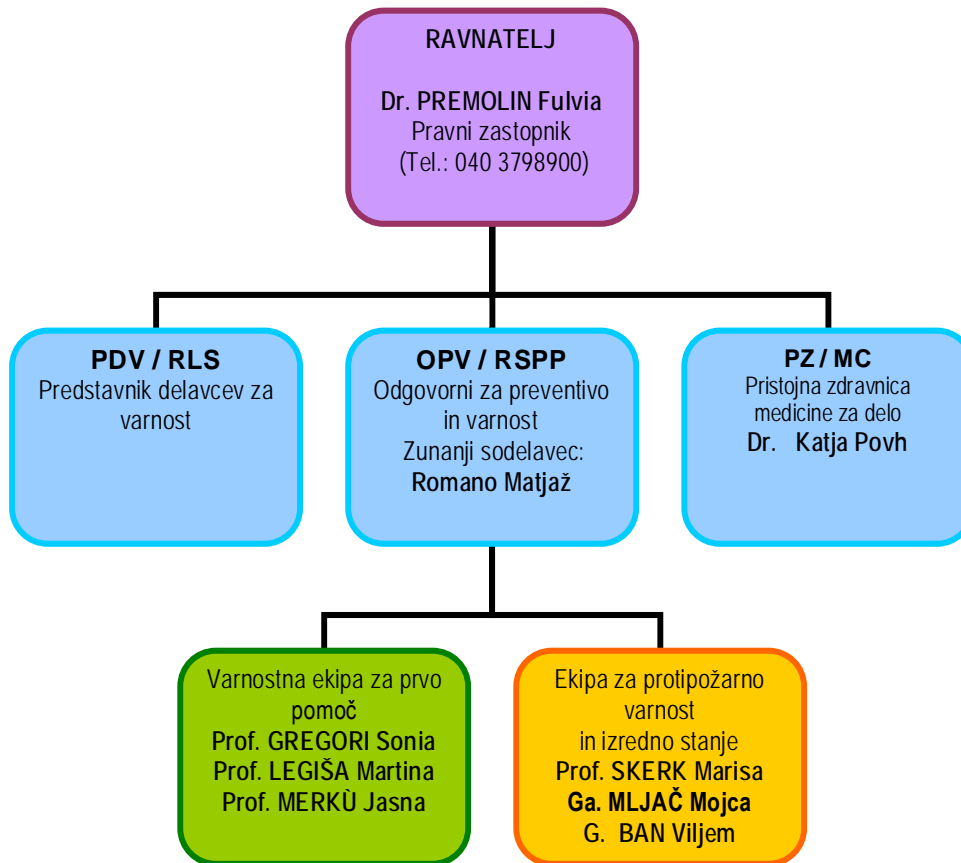 RAVNATELJ
Dr. PREMOLIN Fulvia
Pravni zastopnik
(Tel.: 040 3798900)
PDV / RLS
Predstavnik delavcev za
varnost
OPV / RSPP
Odgovorni za preventivo
in varnost
Zunanji sodelavec:
Romano Matjaž
PZ / MC
Pristojna zdravnica
medicine za delo
Dr. Katja Povh
Varnostna ekipa za prvo
pomoč
Prof. GREGORI Sonia
Prof. LEGIŠA Martina
Prof. MERKÙ Jasna
Ekipa za protipožarno
varnost
in izredno stanje
Prof. SKERK Marisa
Ga. MLJAČ Mojca
G. BAN Viljem